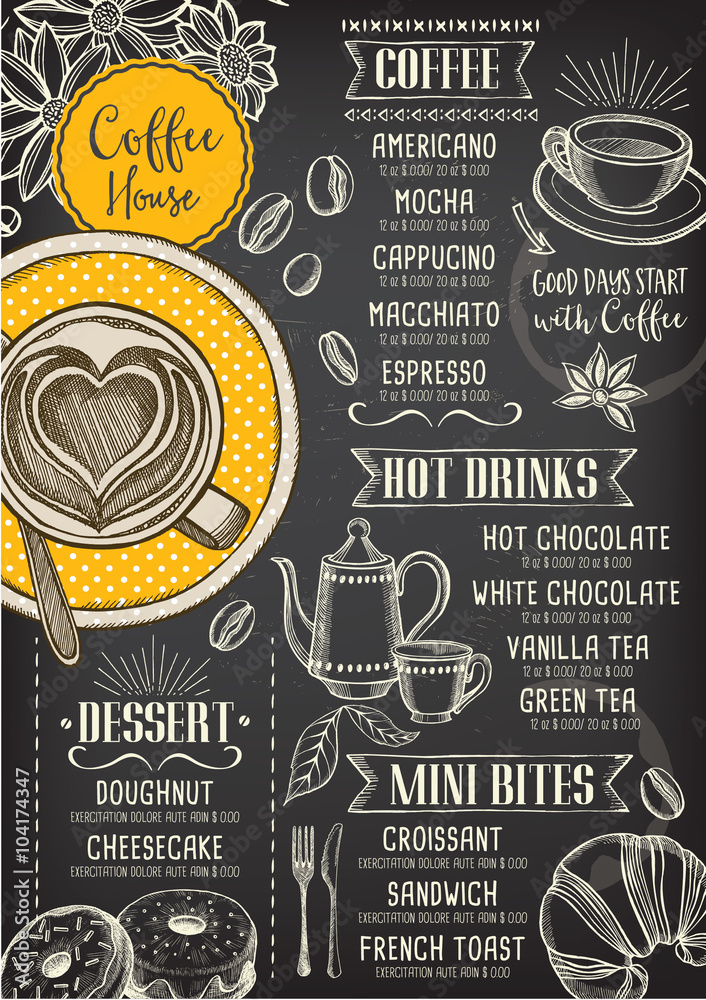 Coffee
House
COFFEE
AMERICANO
12 oz $ 0.00/ 20 oz $ 0.00
MOCHA
12 oz $ 0.00/ 20 oz $ 0.00
CAPPUCINO
12 oz $ 0.00/ 20 oz $ 0.00
MACCHIATO
12 oz $ 0.00/ 20 oz $ 0.00
ESPRESSO
12 oz $ 0.00/ 20 oz $ 0.00
GOOD DAYS START
with Coffee
HOT DRINKS
HOT CHOCOLATE
12 oz $ 0.00/ 20 oz $ 0.00
WHITE CHOCOLATE
12 oz $ 0.00/ 20 oz $ 0.00
VANILLA TEA
12 oz $ 0.00/ 20 oz $ 0.00
GREEN TEA
12 oz $ 0.00/ 20 oz $ 0.00
DESSERT
DOUGHNUT
EXERCITATION DOLORE AUTE ADIN $ 0.00
CHEESECAKE
EXERCITATION DOLORE AUTE ADIN $ 0.00
MINI BITES
CROISSANT
EXERCITATION DOLORE AUTE ADIN $ 0.00
SANDWICH
EXERCITATION DOLORE AUTE ADIN $ 0.00
FRENCH TOAST
EXERCITATION DOLORE AUTE ADIN $ 0.00
Adobe Stock | #104174347